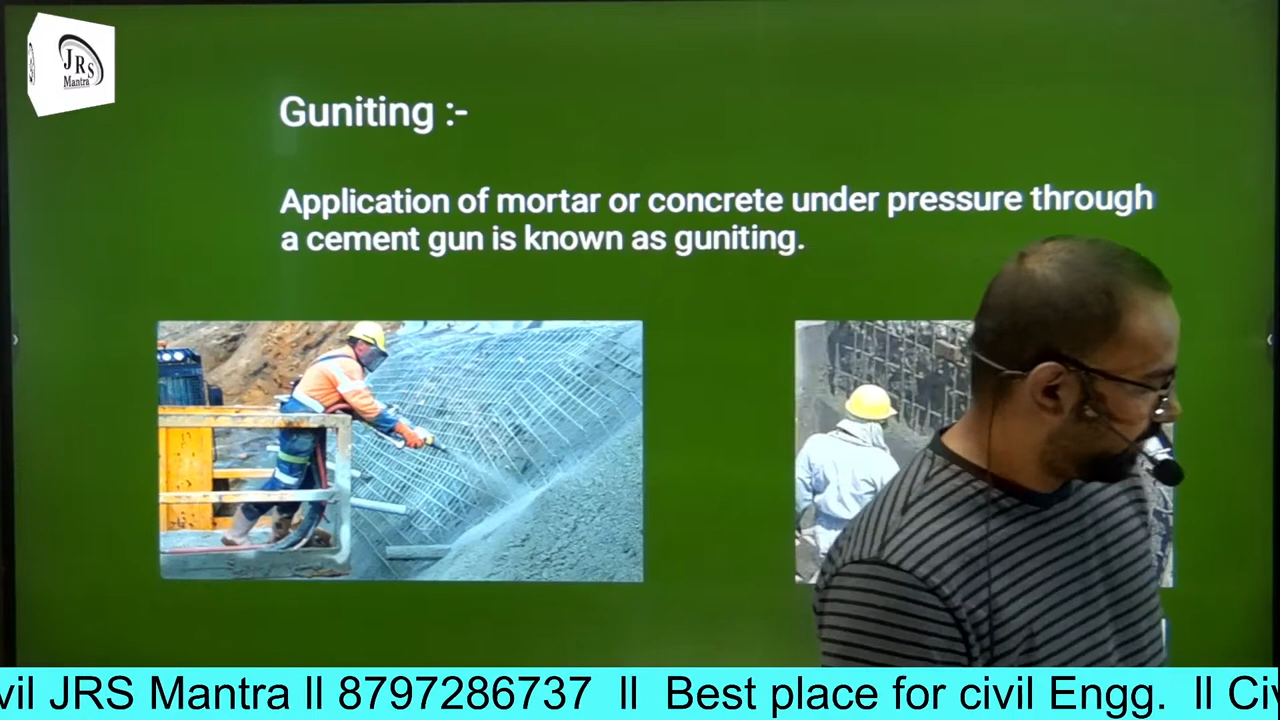 JRS
Mantra
Guniting :-
Application of mortar or concrete under pressure through
a cement gun is known as guniting.
vil JRS Mantra ll 8797286737 ll Best place for civil Engg. ll Civ